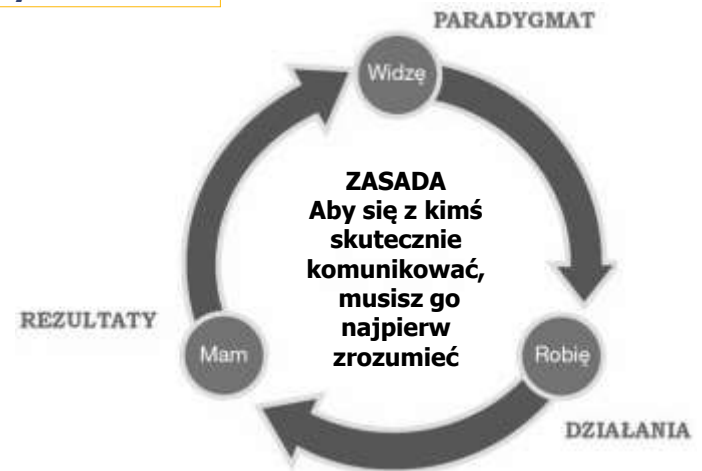 PARADYGMAT
Widzę
ZASADA
Aby się z kimś
skutecznie
komunikować,
musisz go
najpierw
zrozumieć
REZULTATY
Mam
Robię
DZIAŁANIA